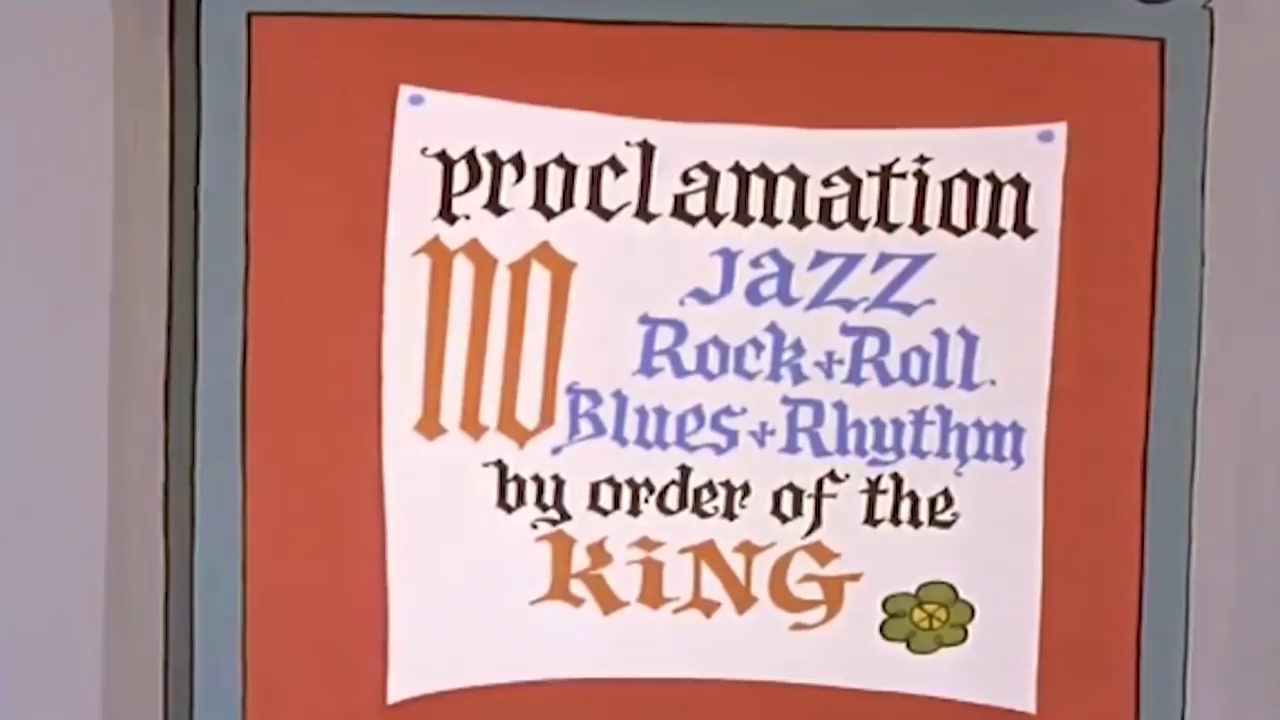 proclamation
NO JaZZ
Rock + Roll.
Blues + Rhythm
by order of the
KiNG